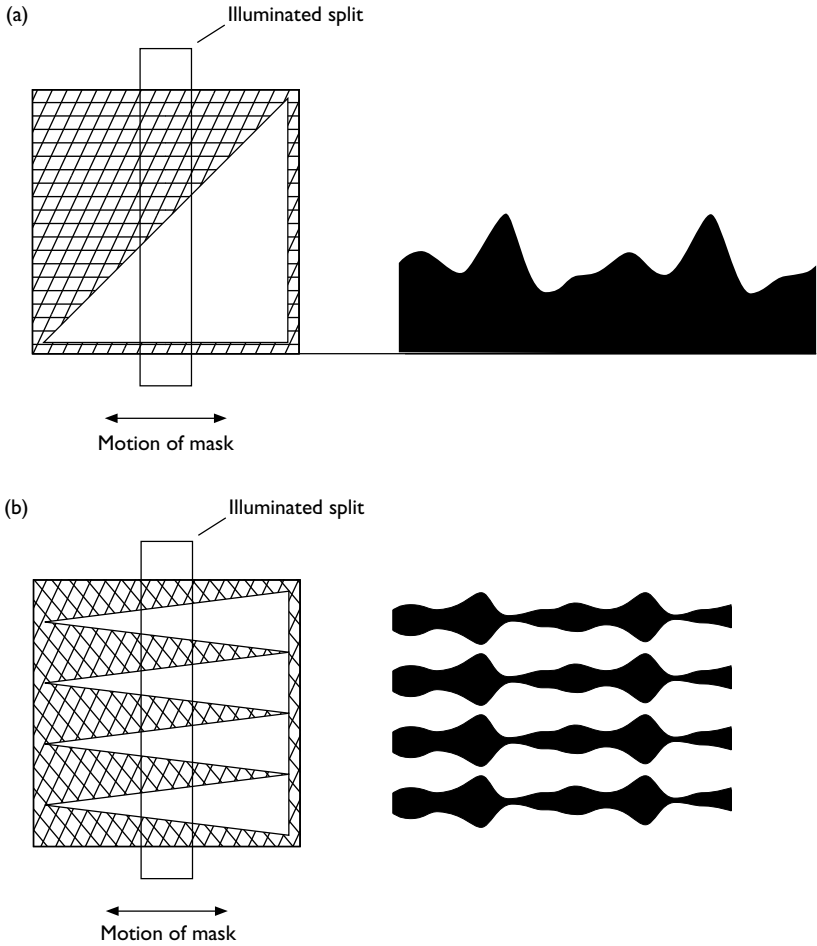 (a)
Illuminated split
Motion of mask
(b)
Illuminated split
Motion of mask